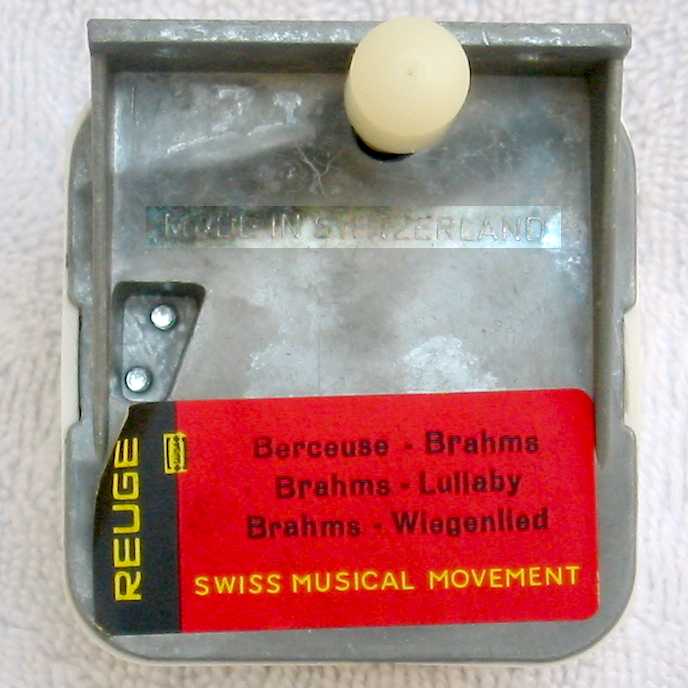 MADE IN SWITZERLAND
REUGE
Berceuse - Brahms
Brahms - Lullaby
Brahms - Wiegenlied
SWISS MUSICAL MOVEMENT